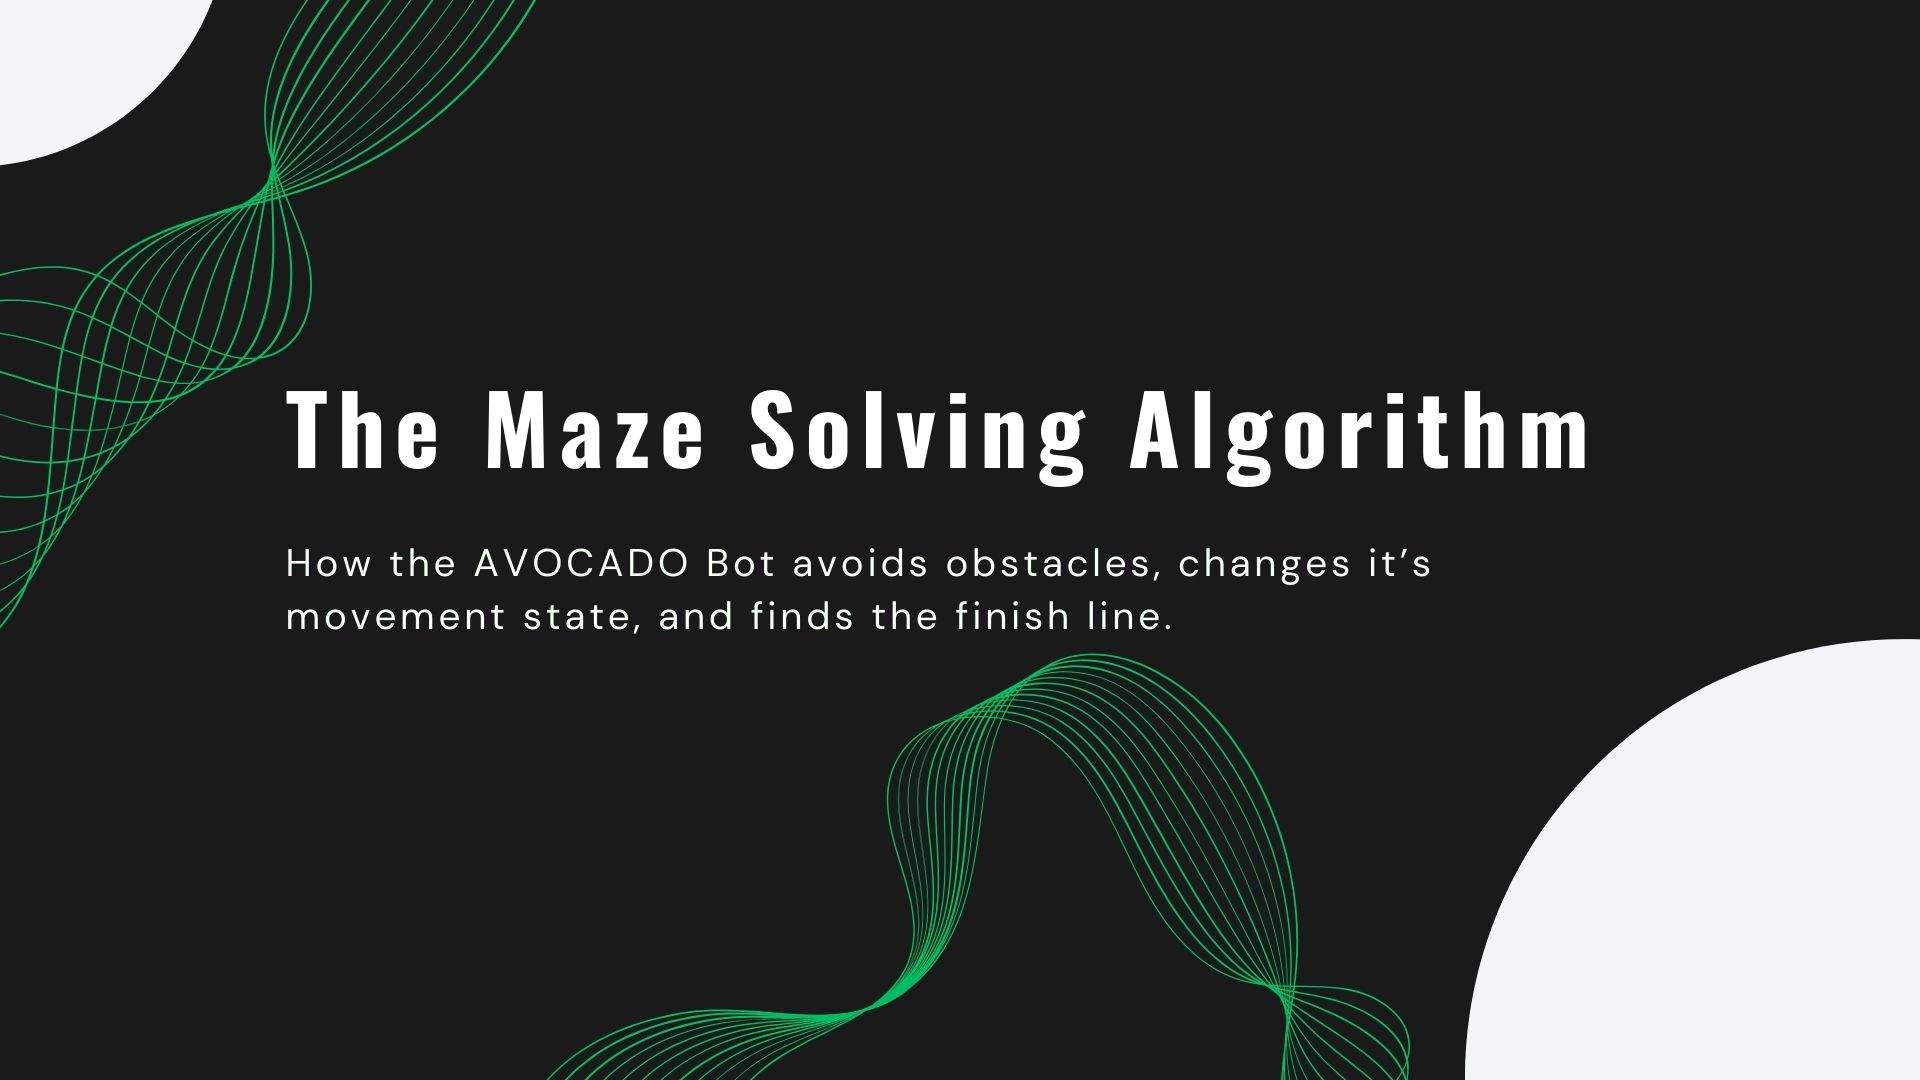 The Maze Solving Algorithm
How the AVOCADO Bot avoids obstacles, changes it’s
movement state, and finds the finish line.